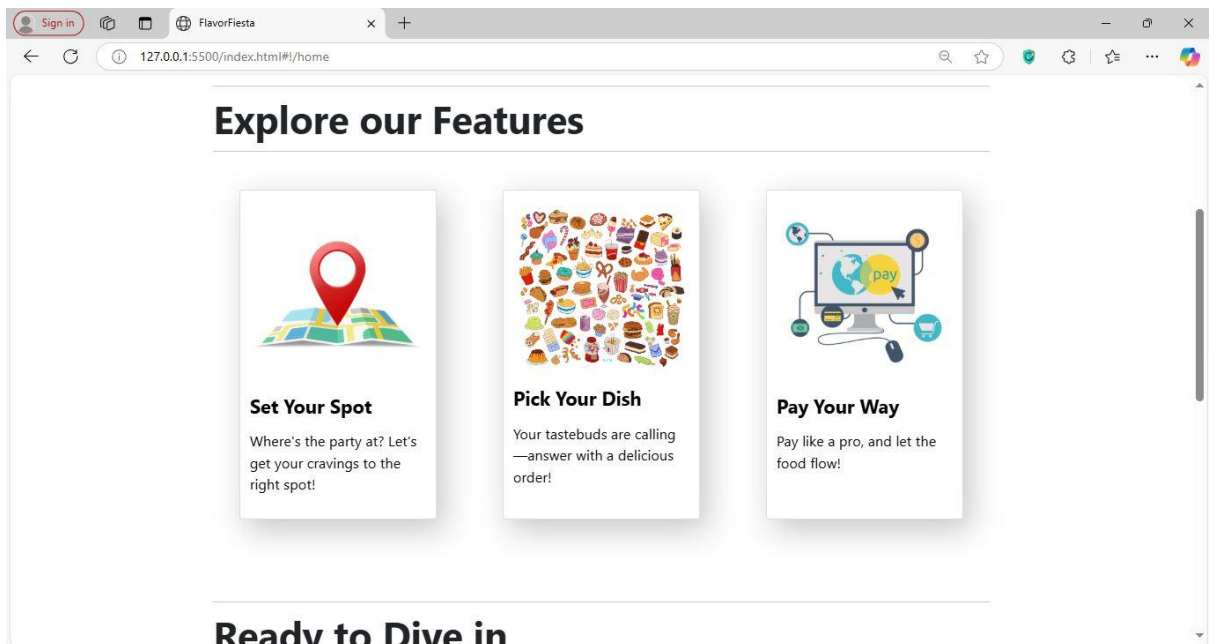 Sign in
FlavorFiesta
127.0.0.1:5500/index.html#!/home
Explore our Features
pay
Set Your Spot
Where's the party at? Let's
get your cravings to the
right spot!
Pick Your Dish
Your tastebuds are calling
—answer with a delicious
order!
Pay Your Way
Pay like a pro, and let the
food flow!
Ready to Dive in